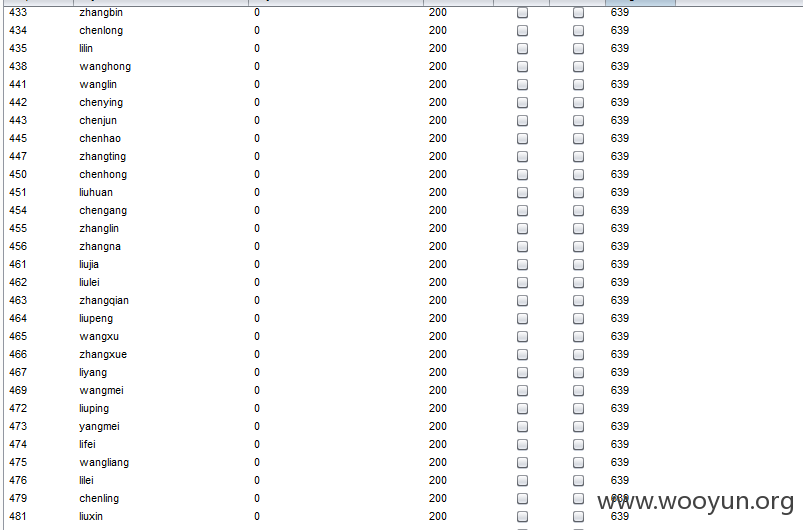 433 zhangbin 0 200 639
434 chenlong 0 200 639
435 lilin 0 200 639
438 wanghong 0 200 639
441 wanglin 0 200 639
442 chenying 0 200 639
443 chenjun 0 200 639
445 chenhao 0 200 639
447 zhangting 0 200 639
450 chenhong 0 200 639
451 liuhuan 0 200 639
454 chengang 0 200 639
455 zhanglin 0 200 639
456 zhangna 0 200 639
461 liujia 0 200 639
462 liulei 0 200 639
463 zhangqian 0 200 639
464 liupeng 0 200 639
465 wangxu 0 200 639
466 zhangxue 0 200 639
467 liyang 0 200 639
469 wangmei 0 200 639
472 liuping 0 200 639
473 yangmei 0 200 639
474 lifei 0 200 639
475 wangliang 0 200 639
476 lilei 0 200 639
479 chenling 0 200 639
www.wooyun.org
481 liuxin 0 200 639